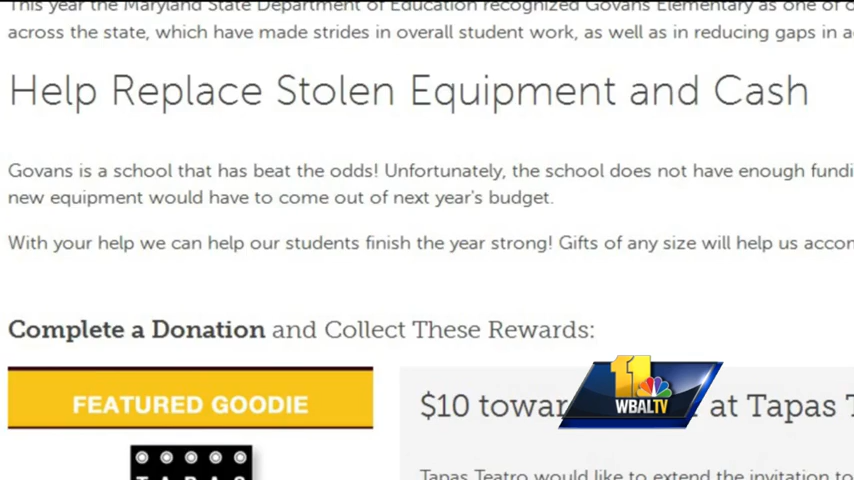 This year the Maryland State Department of Education recognized Govans Elementary as one of
across the state, which have made strides in overall student work, as well as in reducing gaps in
Help Replace Stolen Equipment and Cash
Govans is a school that has beat the odds! Unfortunately, the school does not have enough
new equipment would have to come out of next year's budget.
With your help we can help our students finish the year strong! Gifts of any size will help us
Complete a Donation and Collect These Rewards:
FEATURED GOODIE
$10 at Tapas
11
WBALTV
TAPAS
Tapas Teatro would like to extend the invitation to